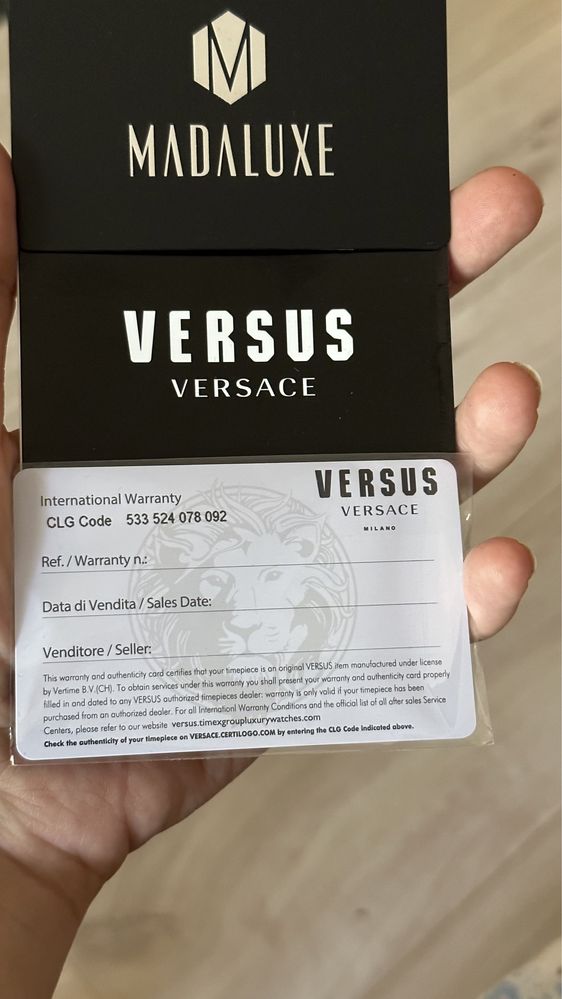 MADALUXE
VERSUS
VERSACE
VERSUS
VERSACE
MILANO
International Warranty
CLG Code 533 524 078 092
Ref. / Warranty n.:
Data di Vendita / Sales Date:
Venditore / Seller:
This warranty and authenticity card certifies that your timepiece is an original VERSUS item manufactured under license
by Vertime B.V.(CH). To obtain services under this warranty you shall present your warranty and authenticity card properly
filled in and dated to any VERSUS authorized timepieces dealer: warranty is only valid if your timepiece has been
purchased from an authorized dealer. For all Internationl Warranty Conditions and the official list of all after sales Service
Centers, please refer to our website versus.timexgroupluxurywatches.com
Check the authenticity of your timepiece on VERSACE.CERTILOGO.COM by entering the CLG Code indicated above.